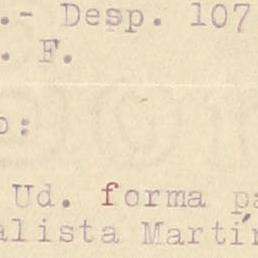 .- Desp. 107
. F.
o:
Ud. forma pa
alista Martín